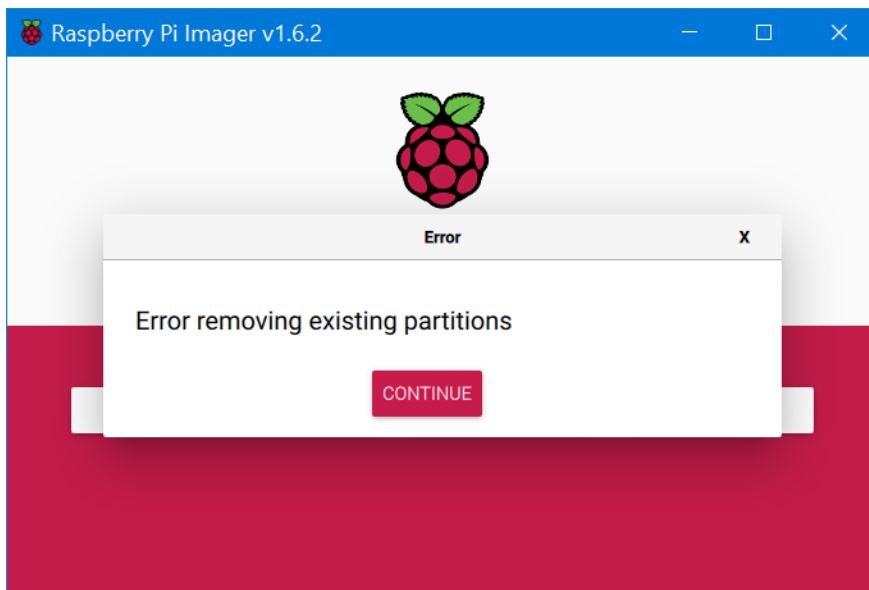 Raspberry Pi Imager v1.6.2
Error
X
Error removing existing partitions
CONTINUE